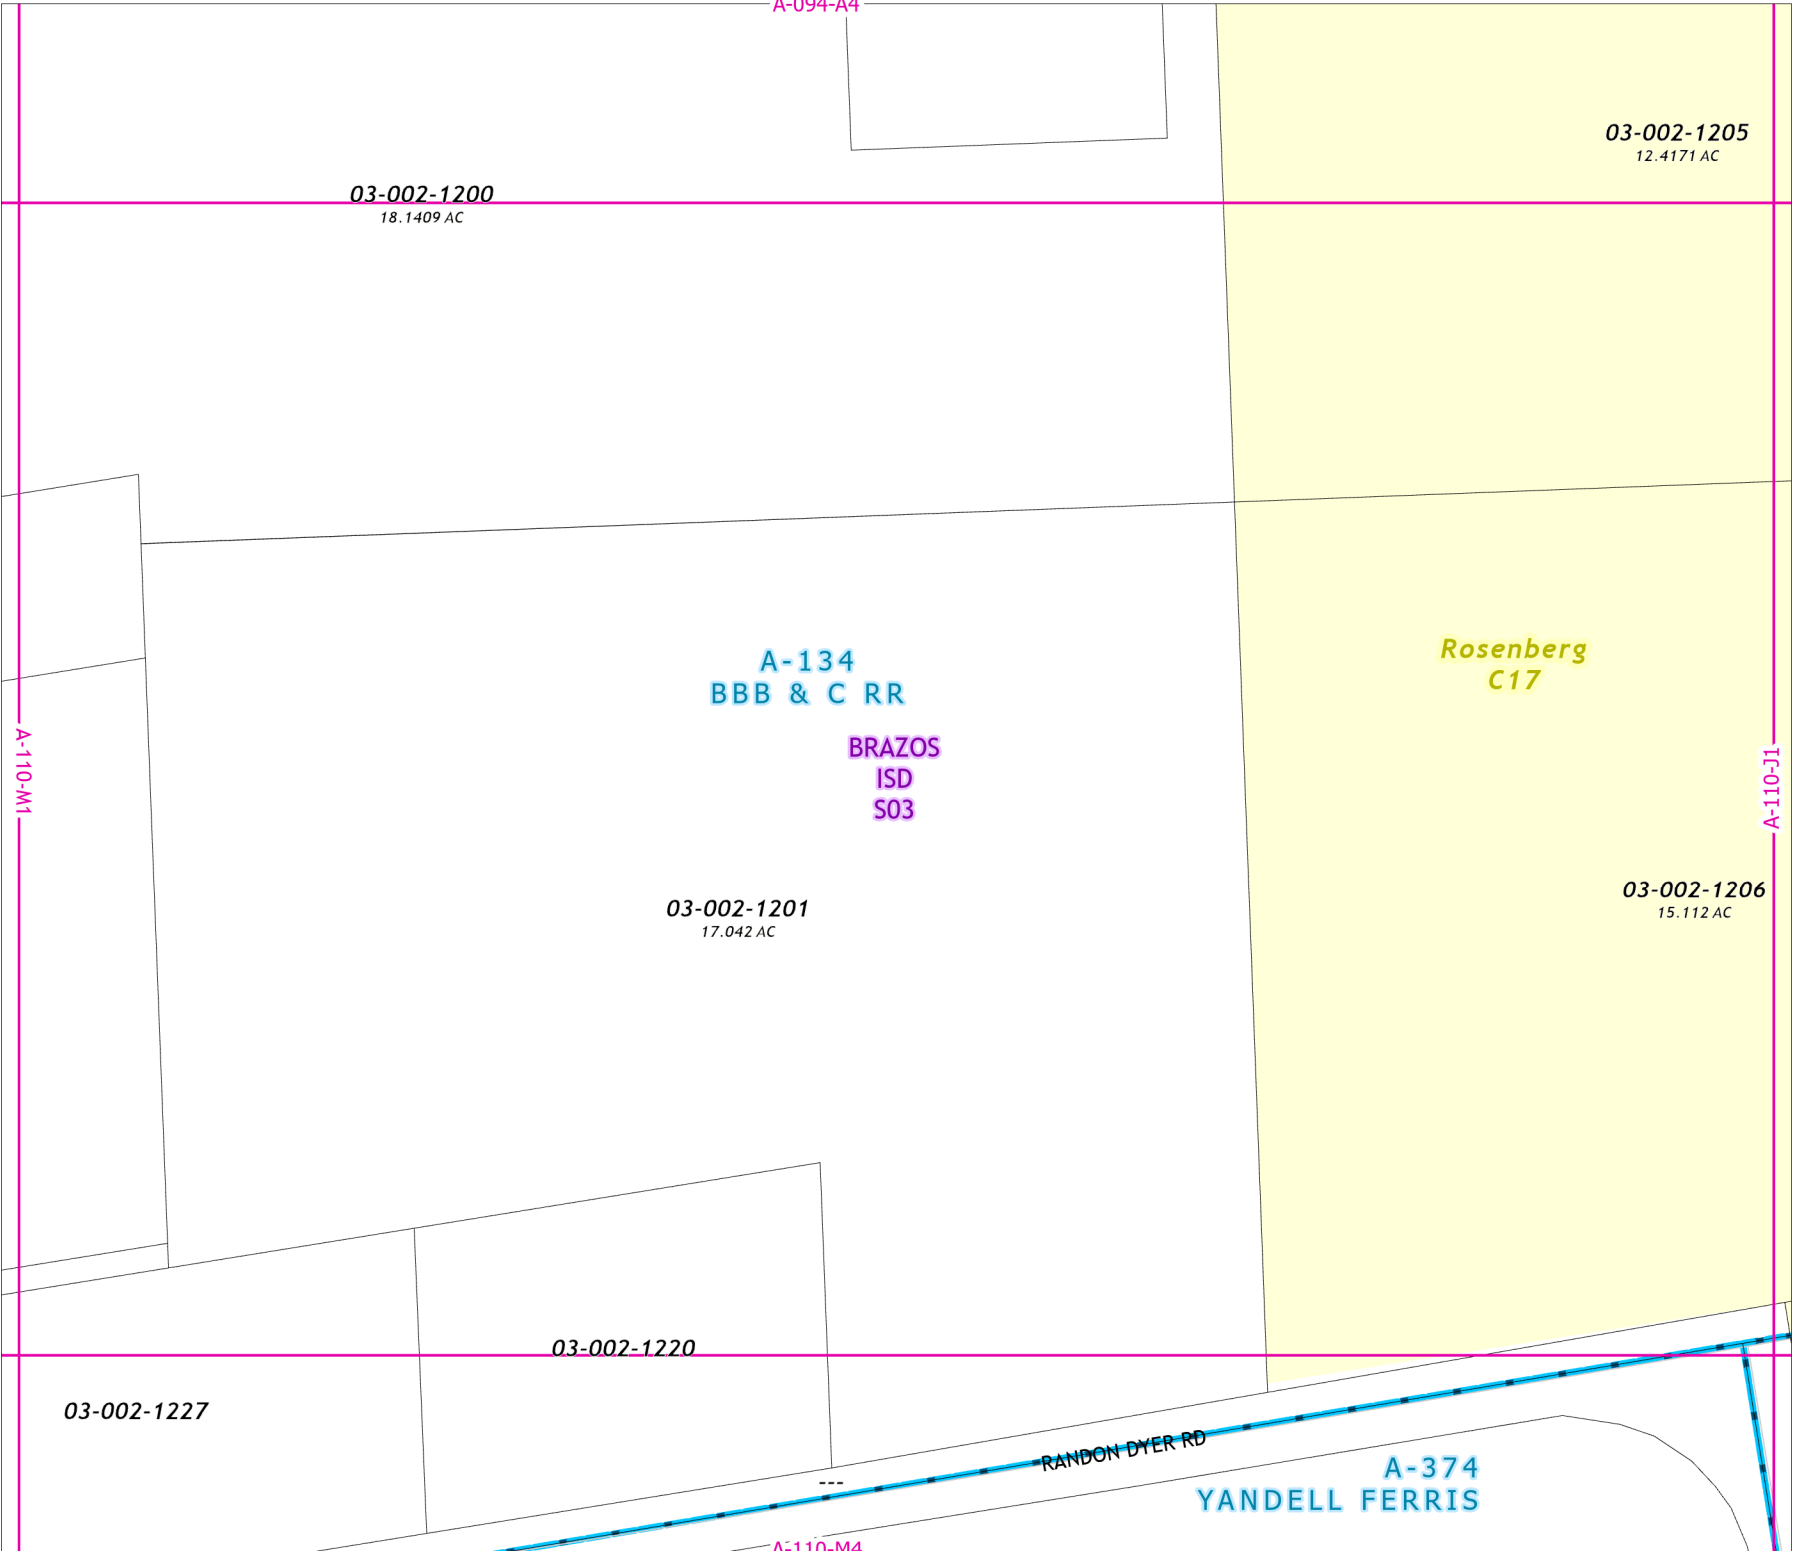 A-094-A4
03-002-1205
12.4171 AC
03-002-1200
18.1409 AC
Rosenberg
C17
A-134
BBB & C RR
BRAZOS
ISD
S03
A-110-M1
A-110-J1
03-002-1206
15.112 AC
03-002-1201
17.042 AC
03-002-1220
03-002-1227
RANDON DYER RD
---
A-374
YANDELL FERRIS
A-110-M4